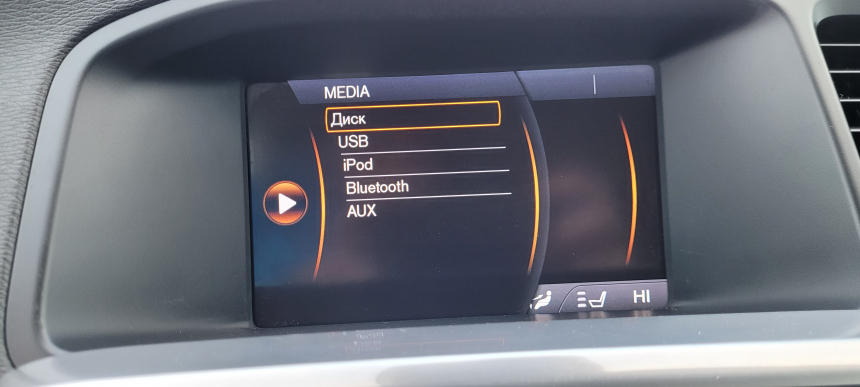 MEDIA
Диск
USB
iPod
Bluetooth
AUX
HI